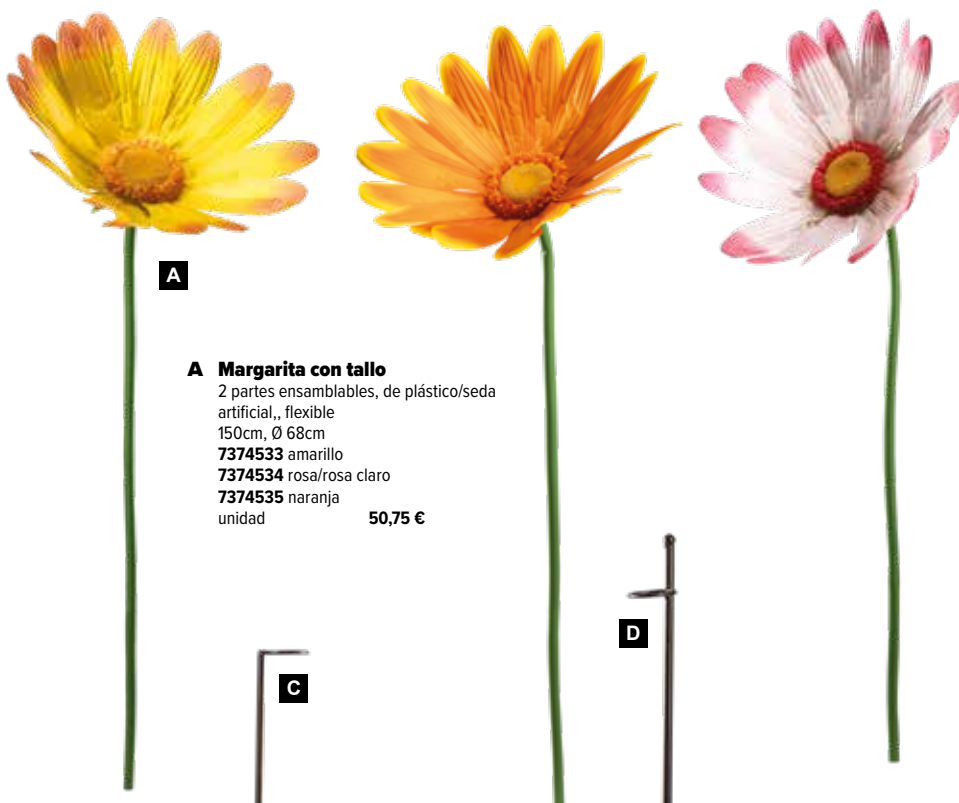 A
A Margarita con tallo
2 partes ensamblables, de plástico/seda
artificial,, flexible
150cm, Ø 68cm
7374533 amarillo
7374534 rosa/rosa claro
7374535 naranja
unidad 50,75 €
D
C